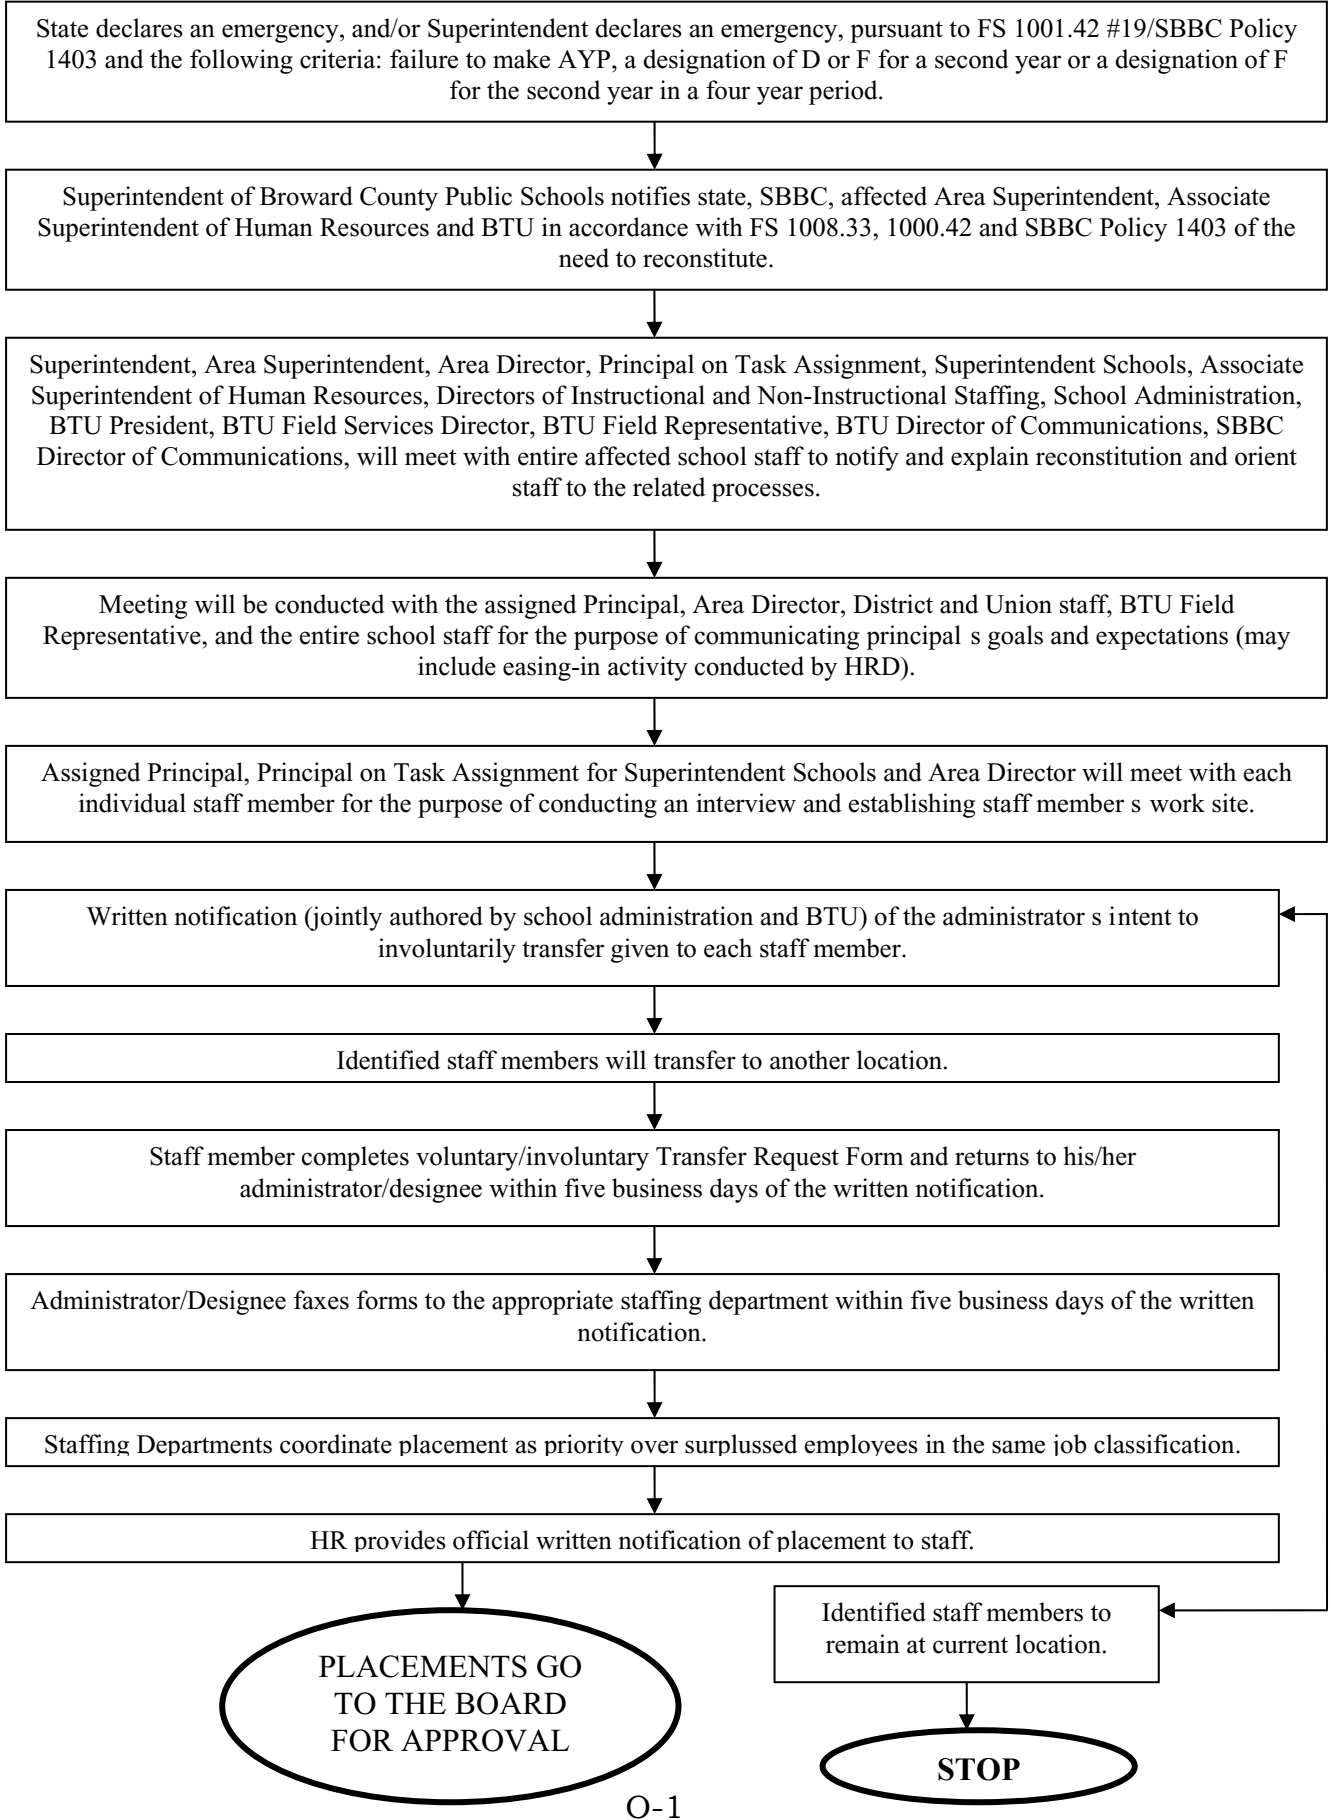 State declares an emergency, and/or Superintendent declares an emergency, pursuant to FS 1001.42 #19/SBBC Policy
1403 and the following criteria: failure to make AYP, a designation of D or F for a second year or a designation of F
for the second year in a four year period.
Superintendent of Broward County Public Schools notifies state, SBBC, affected Area Superintendent, Associate
Superintendent of Human Resources and BTU in accordance with FS 1008.33, 1000.42 and SBBC Policy 1403 of the
need to reconstitute.
Superintendent, Area Superintendent, Area Director, Principal on Task Assignment, Superintendent Schools, Associate
Superintendent of Human Resources, Directors of Instructional and Non-Instructional Staffing, School Administration,
BTU President, BTU Field Services Director, BTU Field Representative, BTU Director of Communications, SBBC
Director of Communications, will meet with entire affected school staff to notify and explain reconstitution and orient
staff to the related processes.
Meeting will be conducted with the assigned Principal, Area Director, District and Union staff, BTU Field
Representative, and the entire school staff for the purpose of communicating principal s goals and expectations (may
include easing-in activity conducted by HRD).
Assigned Principal, Principal on Task Assignment for Superintendent Schools and Area Director will meet with each
individual staff member for the purpose of conducting an interview and establishing staff member s work site.
Written notification (jointly authored by school administration and BTU) of the administrator s intent to
involuntarily transfer given to each staff member.
Identified staff members will transfer to another location.
Staff member completes voluntary/involuntary Transfer Request Form and returns to his/her
administrator/designee within five business days of the written notification.
Administrator/Designee faxes forms to the appropriate staffing department within five business days of the written
notification.
Staffing Departments coordinate placement as priority over surplussed employees in the same job classification.
HR provides official written notification of placement to staff.
Identified staff members to
remain at current location.
PLACEMENTS GO
TO THE BOARD
FOR APPROVAL
STOP
O-1